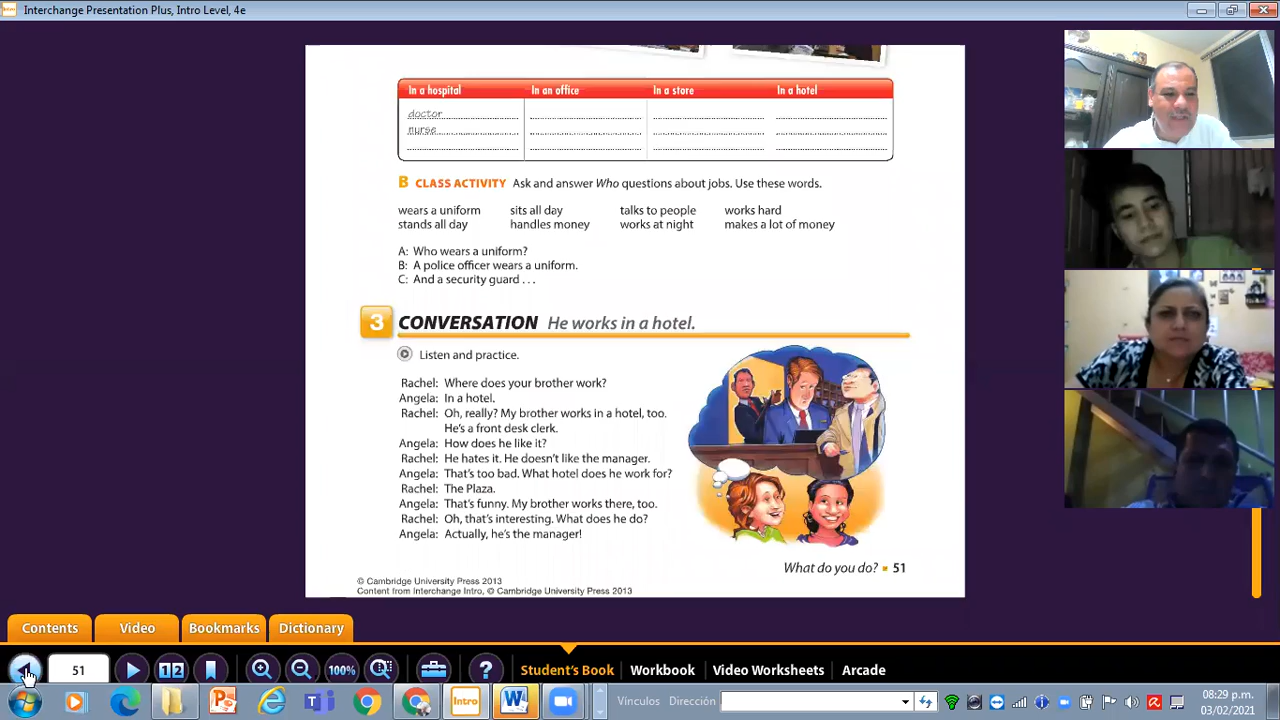 Interchange Presentation Plus, Intro Level, 4e
In a hospital In an office In a store In a hotel
doctor
nurse
B CLASS ACTIVITY Ask and answer Who questions about jobs. Use these words.
wears a uniform sits all day talks to people works hard
stands all day handles money works at night makes a lot of money
A: Who wears a uniform?
B: A police officer wears a uniform.
C: And a security guard . . .
3 CONVERSATION He works in a hotel.
Listen and practice.
Rachel: Where does your brother work?
Angela: In a hotel.
Rachel: Oh, really? My brother works in a hotel, too.
He's a front desk clerk.
Angela: How does he like it?
Rachel: He hates it. He doesn't like the manager.
Angela: That's too bad. What hotel does he work for?
Rachel: The Plaza.
Angela: That's funny. My brother works there, too.
Rachel: Oh, that's interesting. What does he do?
Angela: Actually, he's the manager!
What do you do? 51
© Cambridge University Press 2013
Content from Interchange Intro, © Cambridge University Press 2013
Contents Video Bookmarks Dictionary
51 12 100% Student's Book Workbook Video Worksheets Arcade
Intro Vínculos Dirección 08:29 p.m.
03/02/2021